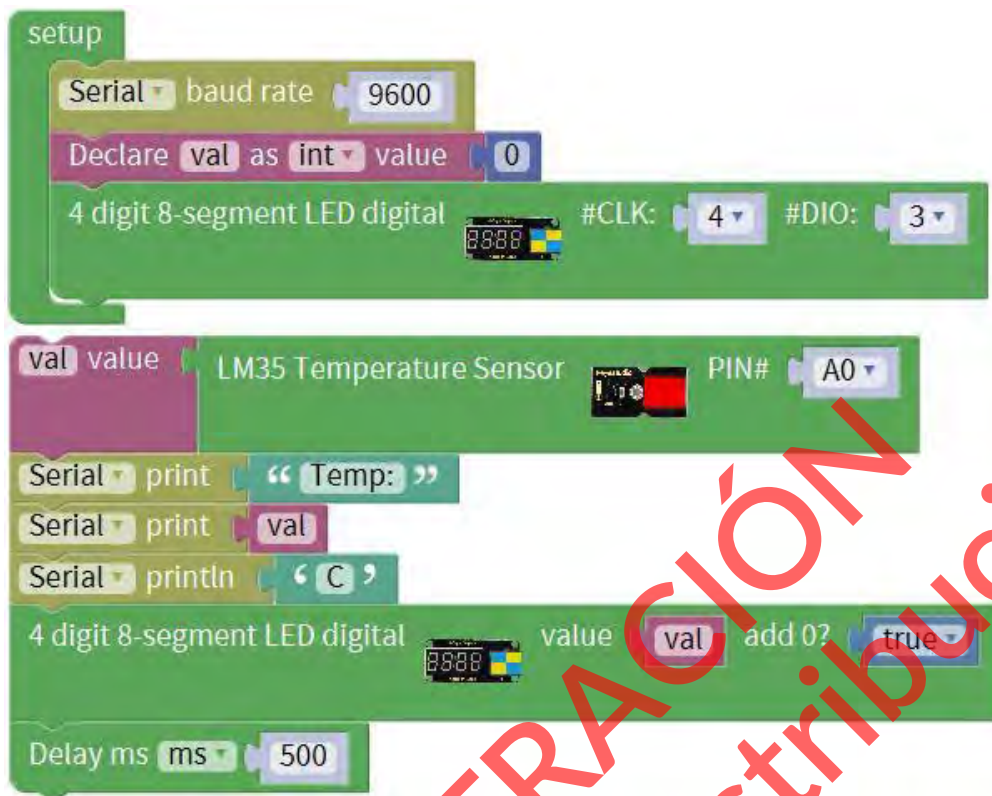 setup
Serial baud rate 9600
Declare val as int value 0
4 digit 8-segment LED digital #CLK: 4 #DIO: 3
val value LM35 Temperature Sensor PIN# A0
Serial print “ Temp: ”
Serial print val
Serial println ‘ C ’
4 digit 8-segment LED digital value val add 0? true
Delay ms ms 500